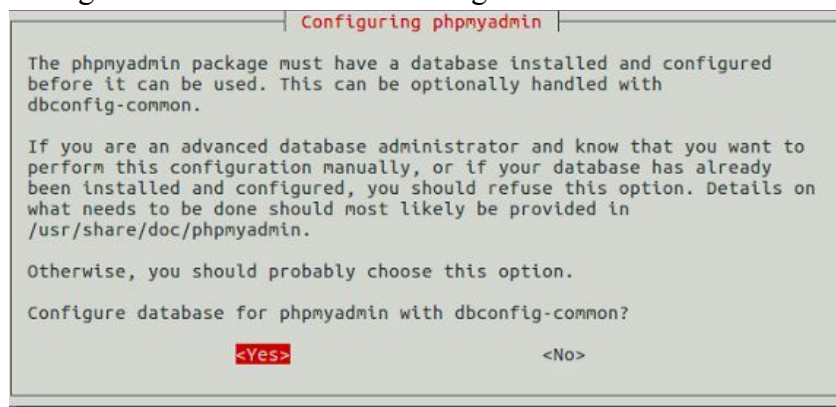 Configuring phpmyadmin
The phpmyadmin package must have a database installed and configured
before it can be used. This can be optionally handled with
dbconfig-common.
If you are an advanced database administrator and know that you want to
perform this configuration manually, or if your database has already
been installed and configured, you should refuse this option. Details on
what needs to be done should most likely be provided in
/usr/share/doc/phpmyadmin.
Otherwise, you should probably choose this option.
Configure database for phpmyadmin with dbconfig-common?
<Yes> <No>